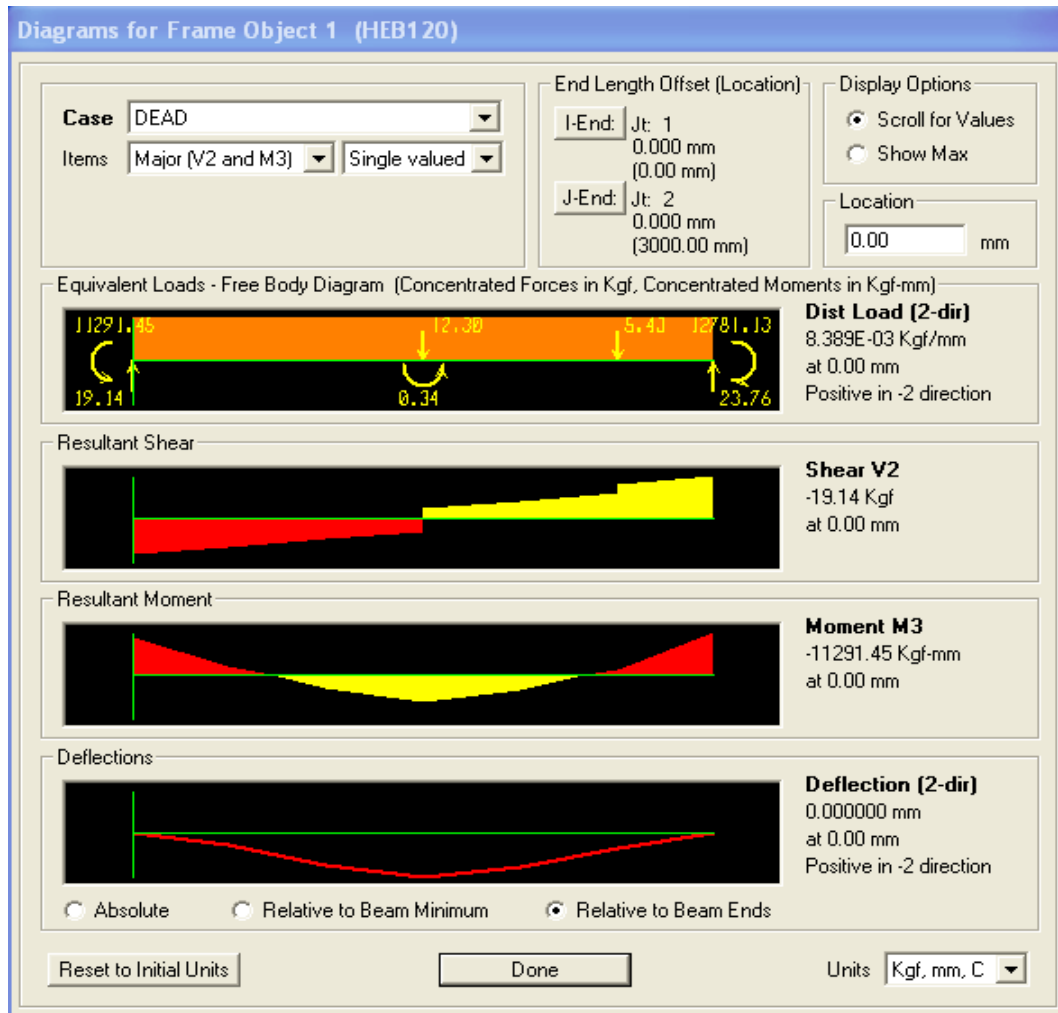 Diagrams for Frame Object 1 (HEB120)
Case DEAD
Items Major (V2 and M3) Single valued
End Length Offset (Location)
I-End: Jt: 1
0.000 mm
(0.00 mm)
J-End: Jt: 2
0.000 mm
(3000.00 mm)
Display Options
Scroll for Values
Show Max
Location
0.00 mm
Equivalent Loads - Free Body Diagram (Concentrated Forces in Kgf, Concentrated Moments in Kgf-mm)
11291.45 12.30 12781.13
19.14 0.34 23.76
Dist Load (2-dir)
8.389E-03 Kgf/mm
at 0.00 mm
Positive in -2 direction
Resultant Shear
Shear V2
-19.14 Kgf
at 0.00 mm
Resultant Moment
Moment M3
-11291.45 Kgf-mm
at 0.00 mm
Deflections
Deflection (2-dir)
0.000000 mm
at 0.00 mm
Positive in -2 direction
Absolute Relative to Beam Minimum Relative to Beam Ends
Reset to Initial Units Done Units Kgf, mm, C